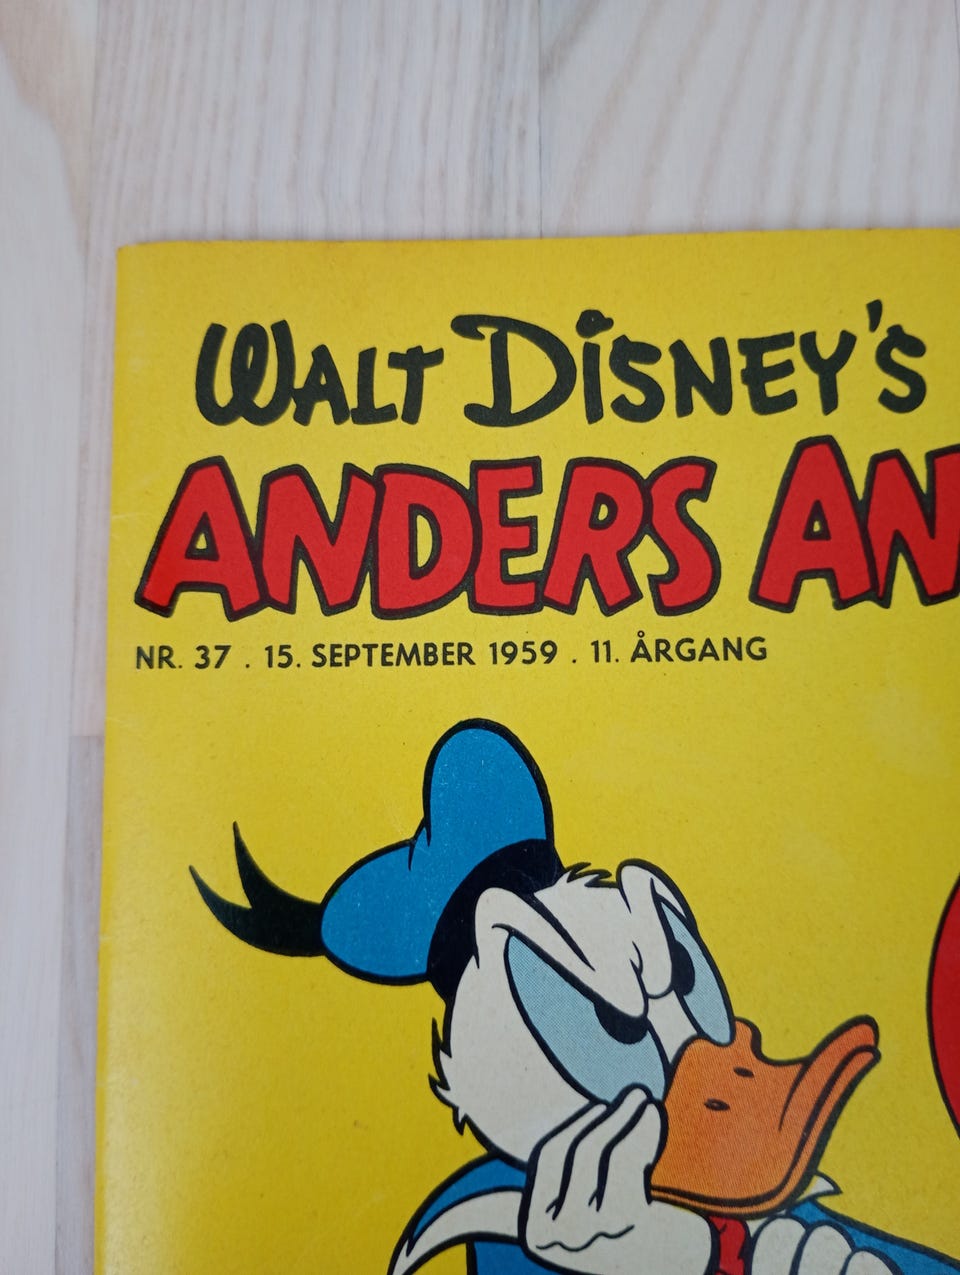 WALT DISNEY'S
ANDERS AN
NR. 37 . 15. SEPTEMBER 1959 . 11. ÅRGANG